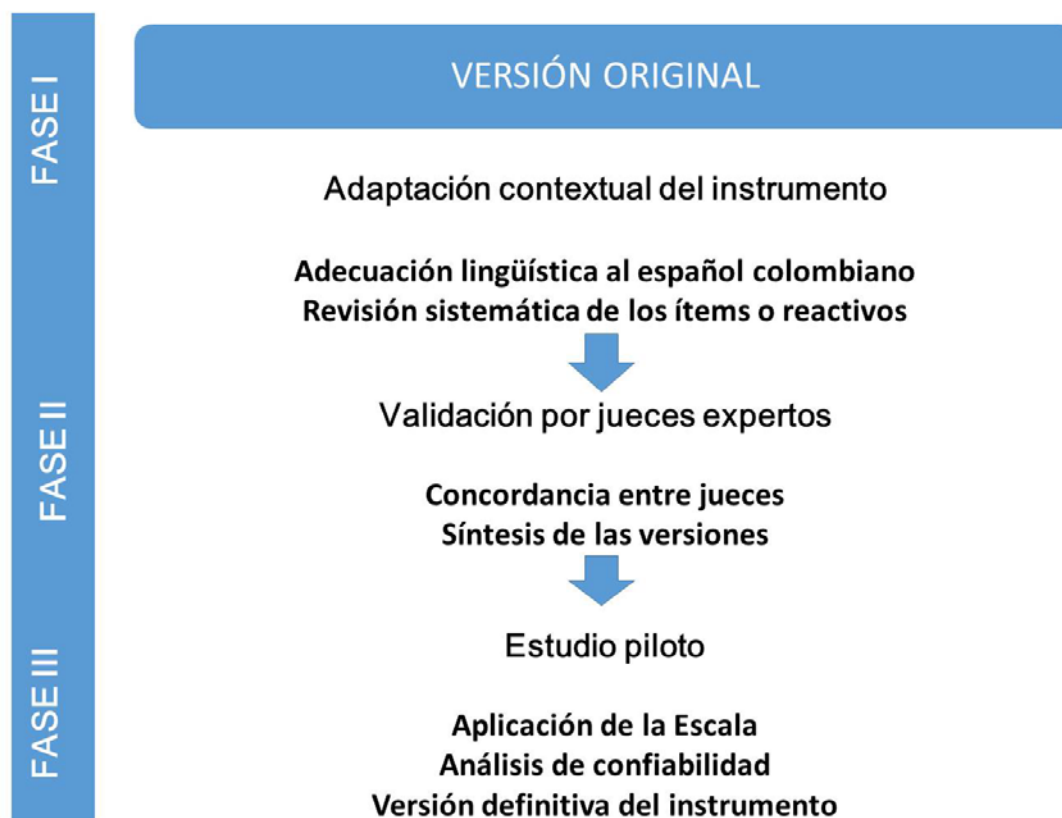 FASE I
VERSIÓN ORIGINAL
Adaptación contextual del instrumento
Adecuación lingüística al español colombiano
Revisión sistemática de los ítems o reactivos
FASE II
Validación por jueces expertos
Concordancia entre jueces
Síntesis de las versiones
FASE III
Estudio piloto
Aplicación de la Escala
Análisis de confiabilidad
Versión definitiva del instrumento